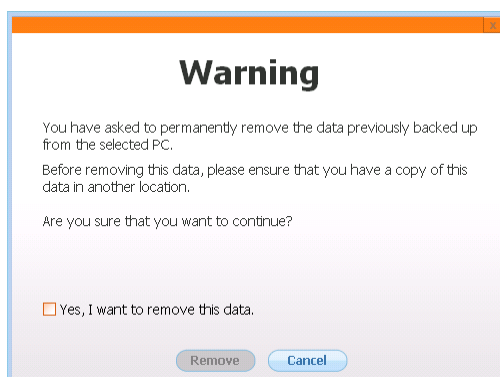 x
Warning
You have asked to permanently remove the data previously backed up
from the selected PC.
Before removing this data, please ensure that you have a copy of this
data in another location.
Are you sure that you want to continue?
Yes, I want to remove this data.
Remove Cancel